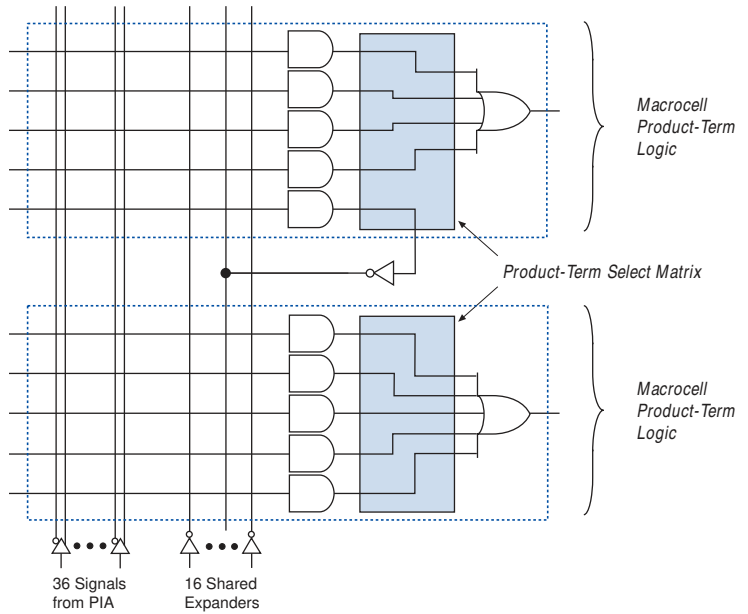 Macrocell
Product-Term
Logic
Product-Term Select Matrix
Macrocell
Product-Term
Logic
36 Signals
from PIA
16 Shared
Expanders